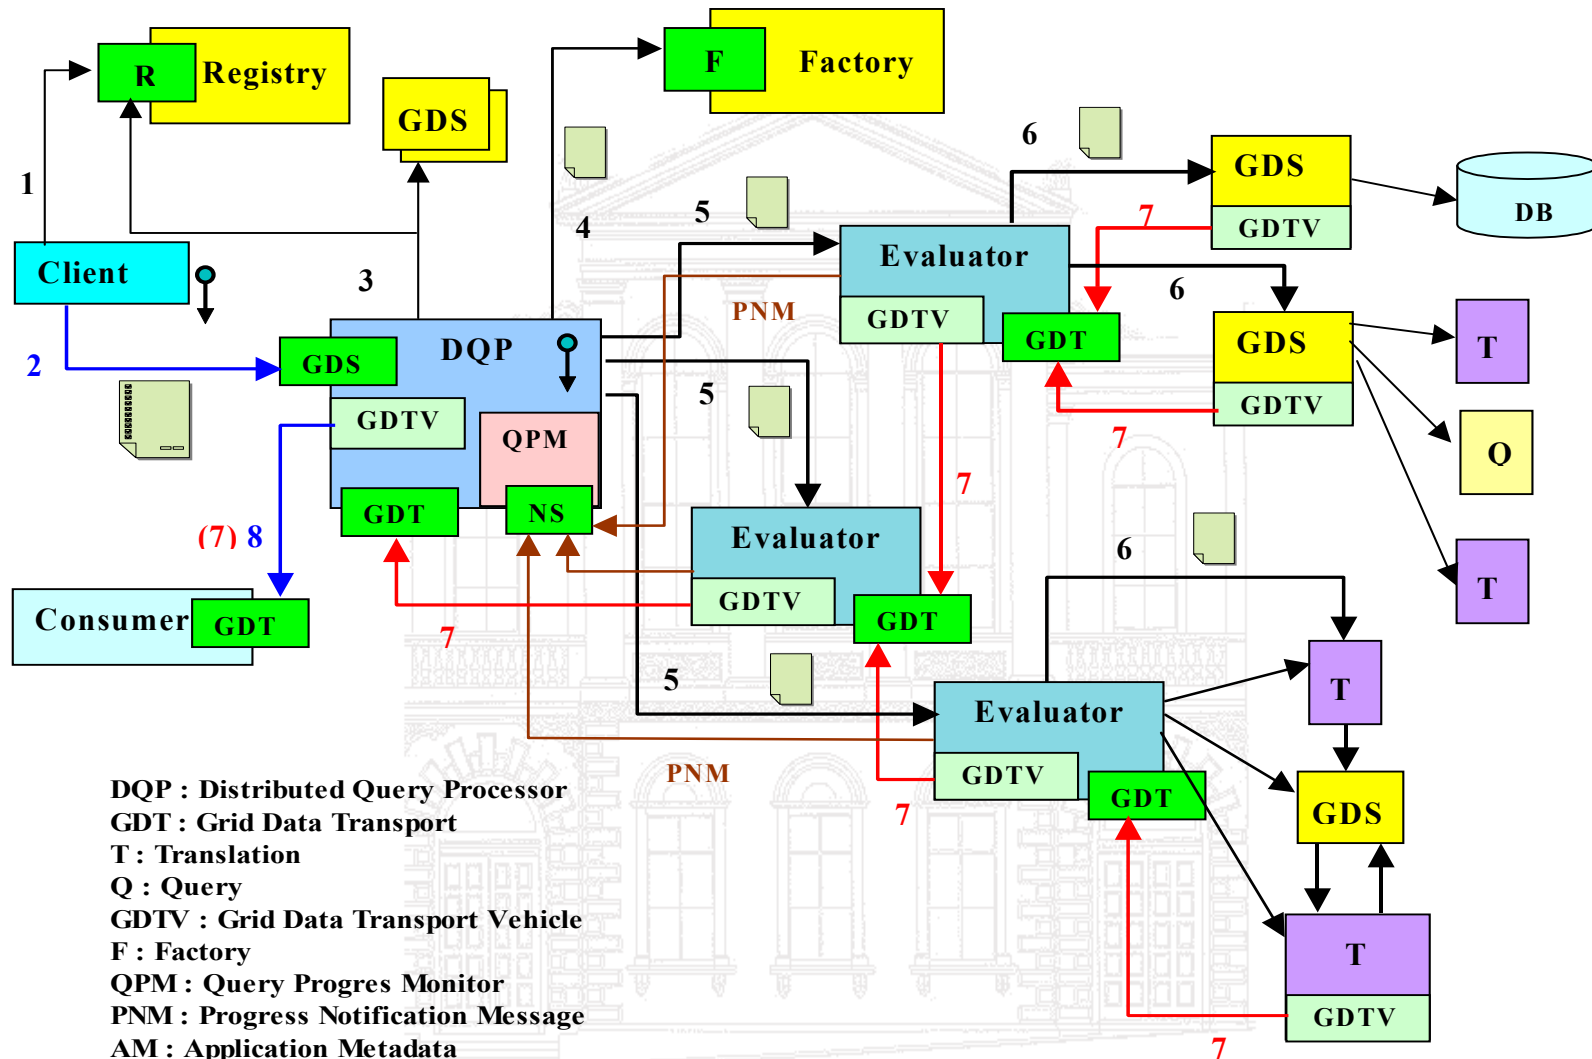 R
Registry
F
Factory
GDS
1
4
5
6
GDS
GDTV
DB
7
Client
3
Evaluator
GDTV
GDT
PNM
6
GDS
GDTV
T
Q
T
7
2
GDS
DQP
GDTV
QPM
GDT
NS
5
7
(7) 8
Evaluator
GDTV
GDT
6
Consumer
GDT
7
5
Evaluator
GDTV
GDT
PNM
7
T
GDS
T
GDTV
7
DQP : Distributed Query Processor
GDT : Grid Data Transport
T : Translation
Q : Query
GDTV : Grid Data Transport Vehicle
F : Factory
QPM : Query Progres Monitor
PNM : Progress Notification Message
AM : Application Metadata